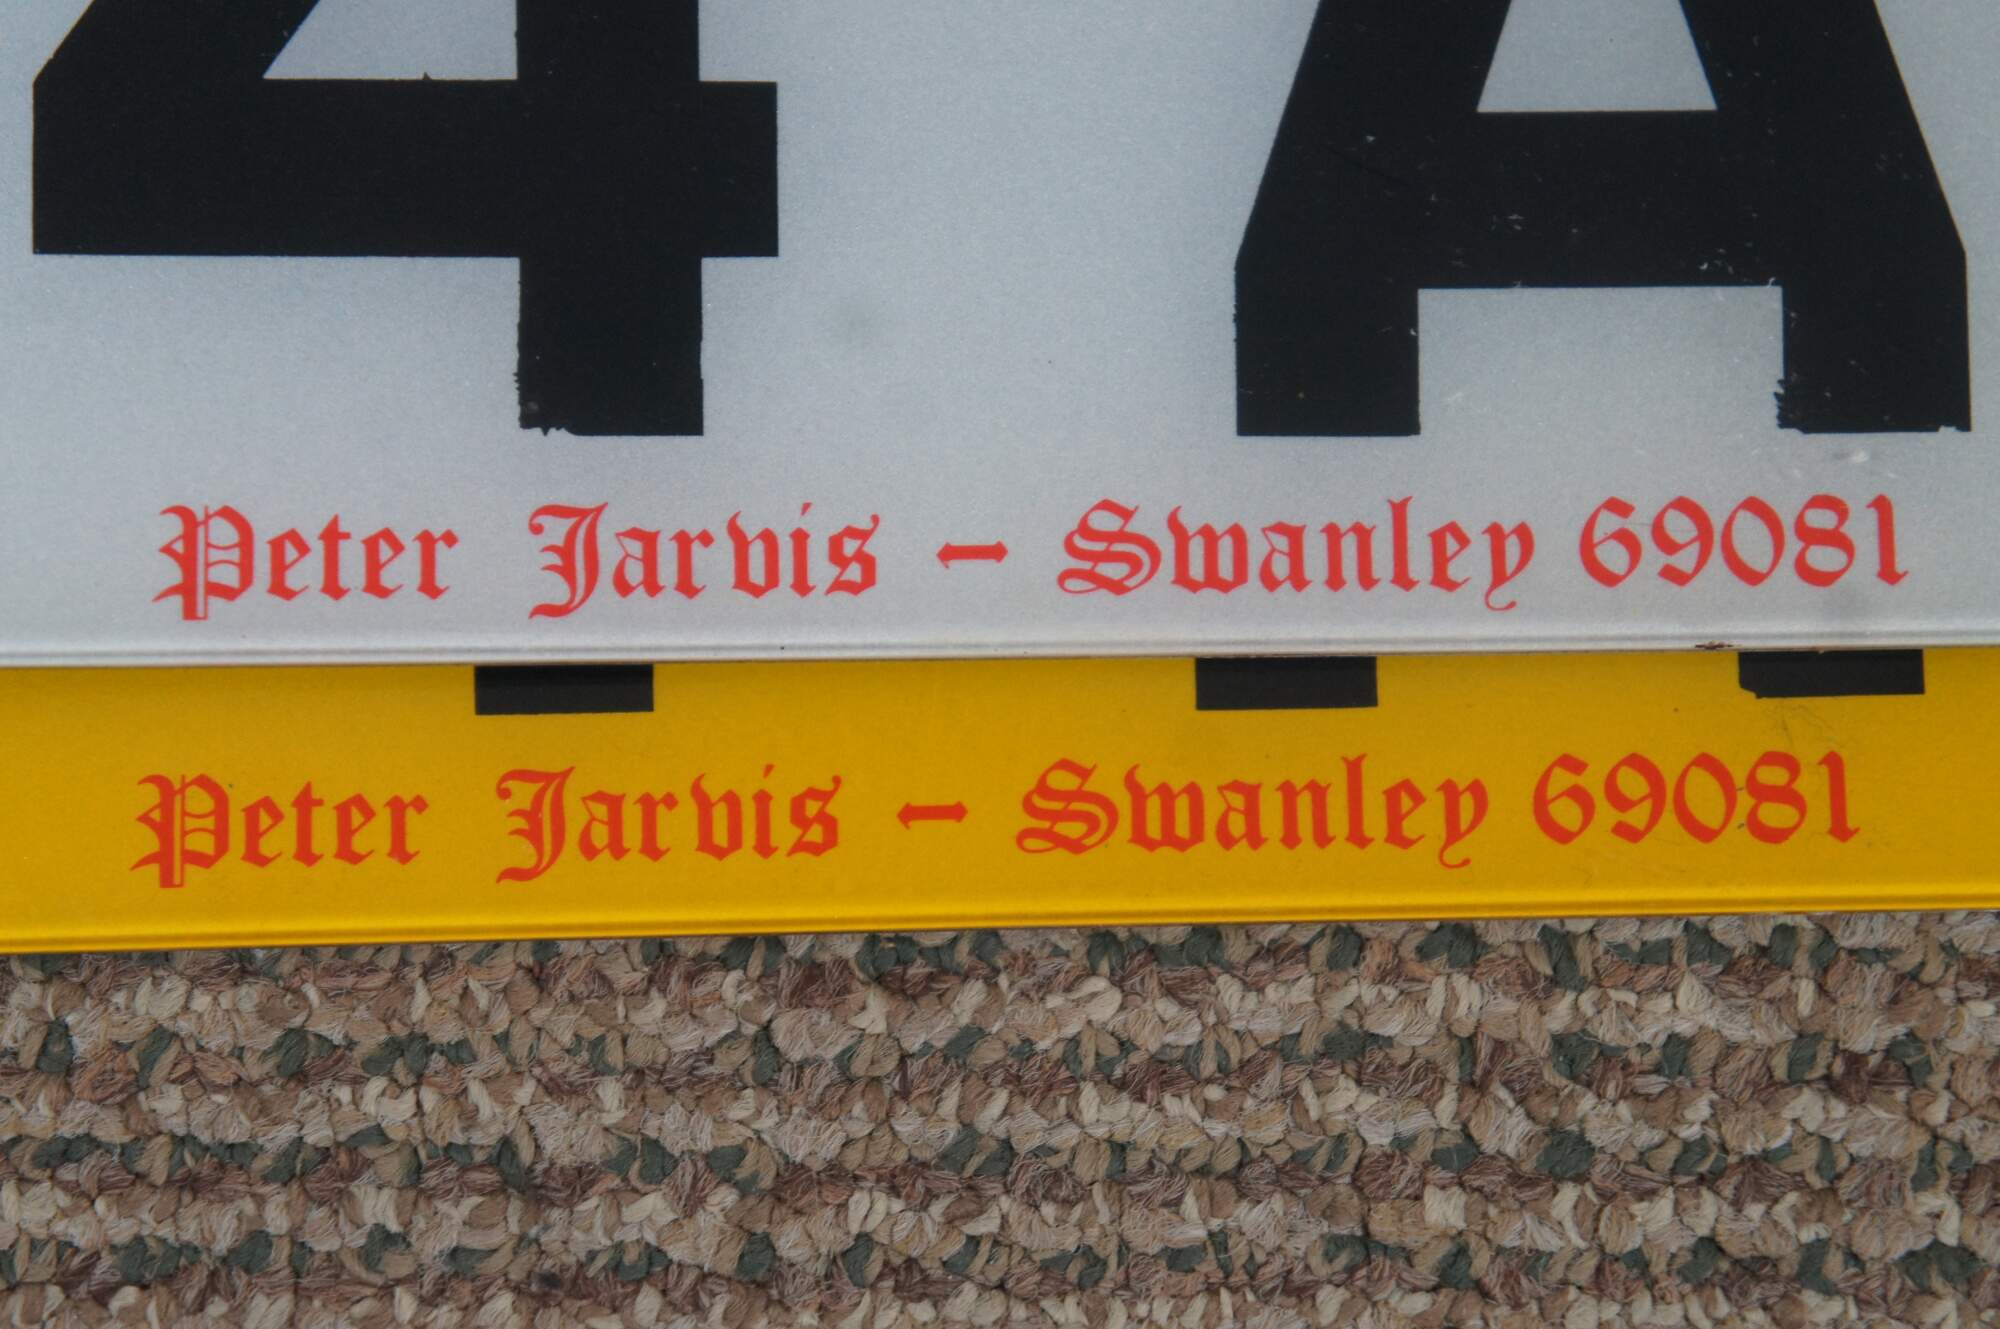 4 A
Peter Jarvis - Swanley 69081
Peter Jarvis - Swanley 69081